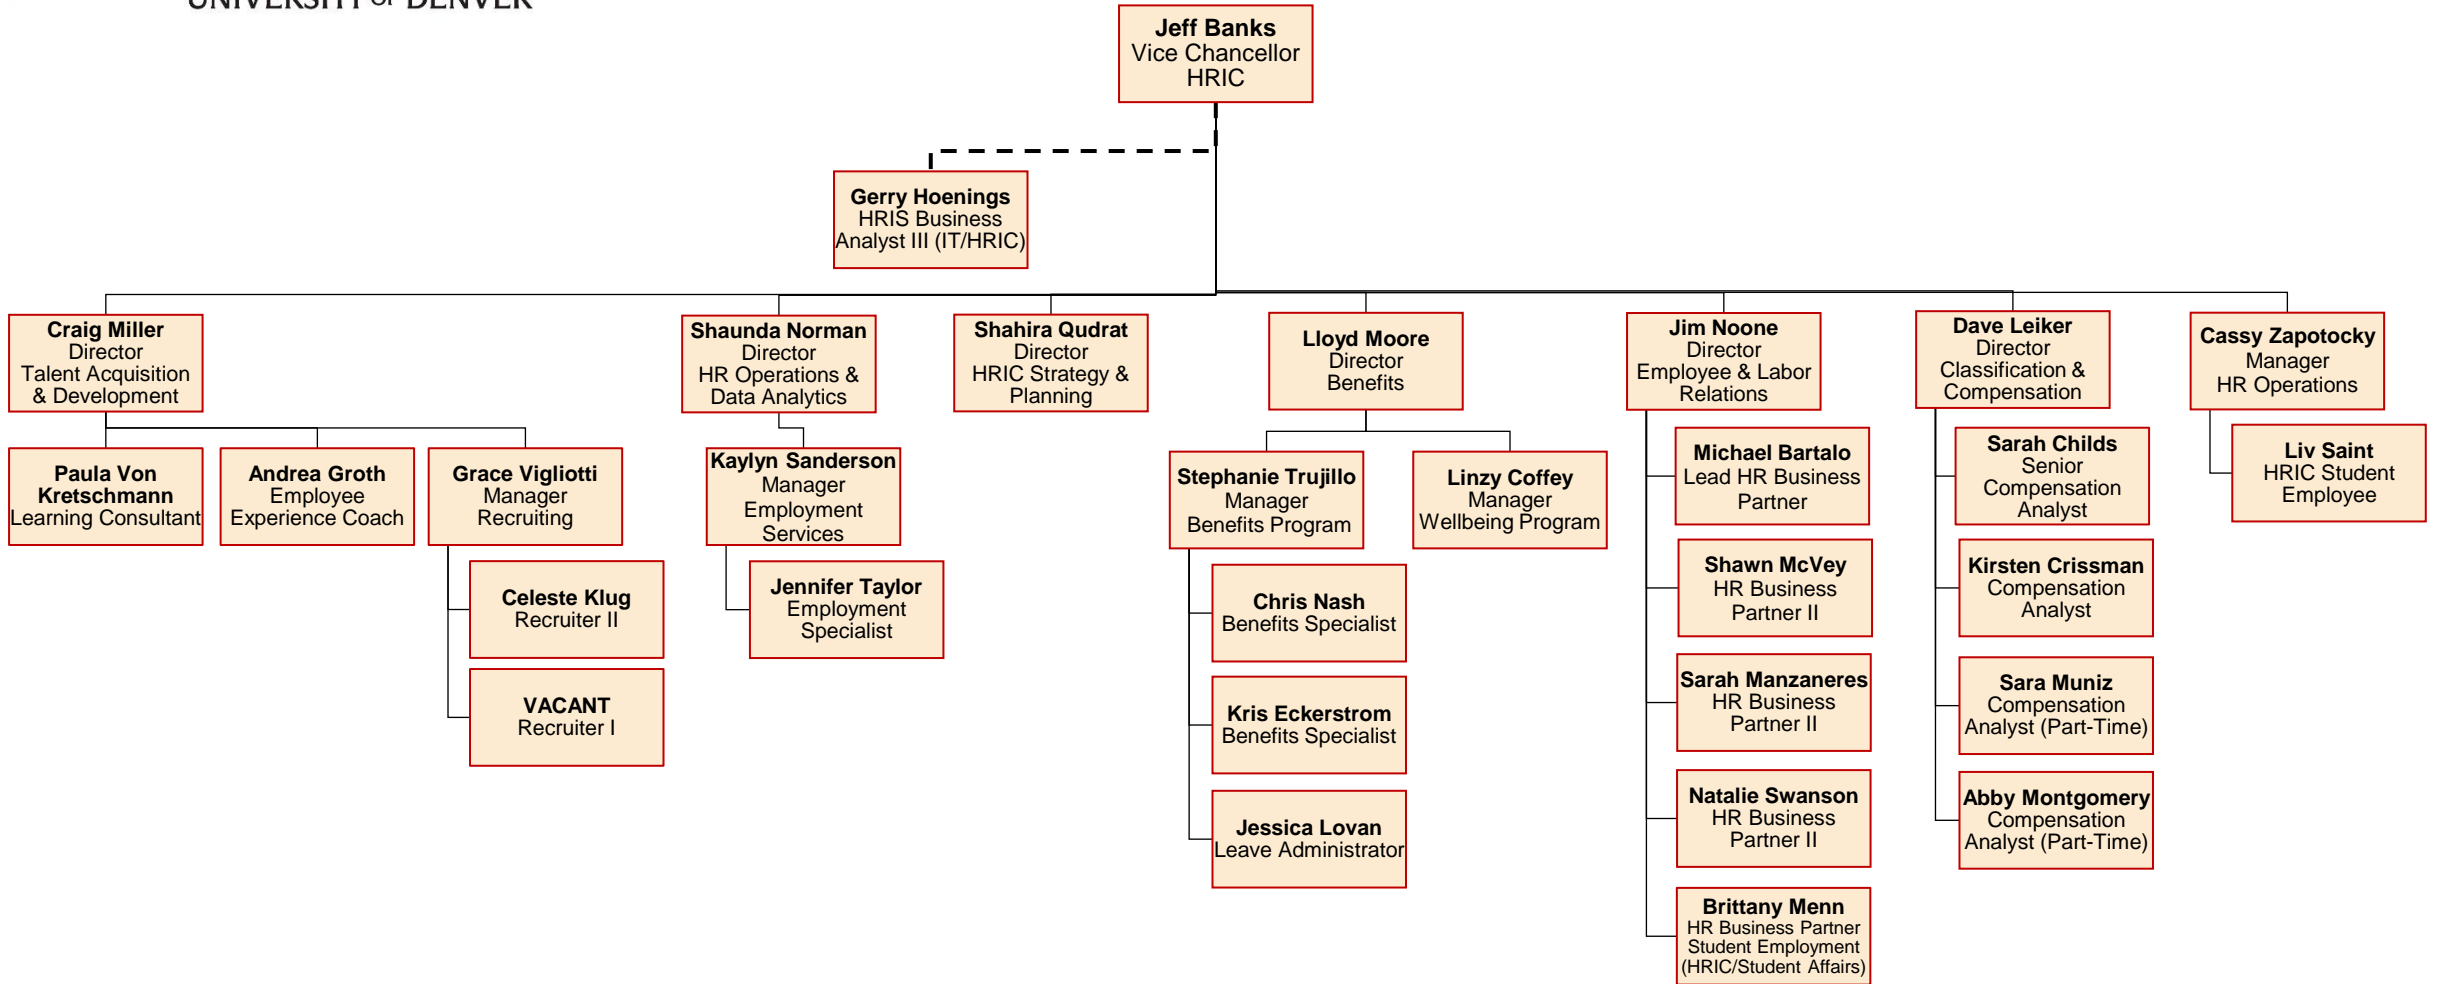 UNIVERSITY OF DENVER
Jeff Banks
Vice Chancellor
HRIC
Gerry Hoenings
HRIS Business
Analyst III (IT/HRIC)
Craig Miller
Director
Talent Acquisition
& Development
Shaunda Norman
Director
HR Operations &
Data Analytics
Shahira Qudrat
Director
HRIC Strategy &
Planning
Lloyd Moore
Director
Benefits
Jim Noone
Director
Employee & Labor
Relations
Dave Leiker
Director
Classification &
Compensation
Cassy Zapotocky
Manager
HR Operations
Paula Von
Kretschmann
Learning Consultant
Andrea Groth
Employee
Experience Coach
Grace Vigliotti
Manager
Recruiting
Celeste Klug
Recruiter II
VACANT
Recruiter I
Kaylyn Sanderson
Manager
Employment
Services
Jennifer Taylor
Employment
Specialist
Stephanie Trujillo
Manager
Benefits Program
Linzy Coffey
Manager
Wellbeing Program
Chris Nash
Benefits Specialist
Kris Eckerstrom
Benefits Specialist
Jessica Lovan
Leave Administrator
Michael Bartalo
Lead HR Business
Partner
Shawn McVey
HR Business
Partner II
Sarah Manzaneres
HR Business
Partner II
Natalie Swanson
HR Business
Partner II
Brittany Menn
HR Business Partner
Student Employment
(HRIC/Student Affairs)
Sarah Childs
Senior
Compensation
Analyst
Kirsten Crissman
Compensation
Analyst
Sara Muniz
Compensation
Analyst (Part-Time)
Abby Montgomery
Compensation
Analyst (Part-Time)
Liv Saint
HRIC Student
Employee